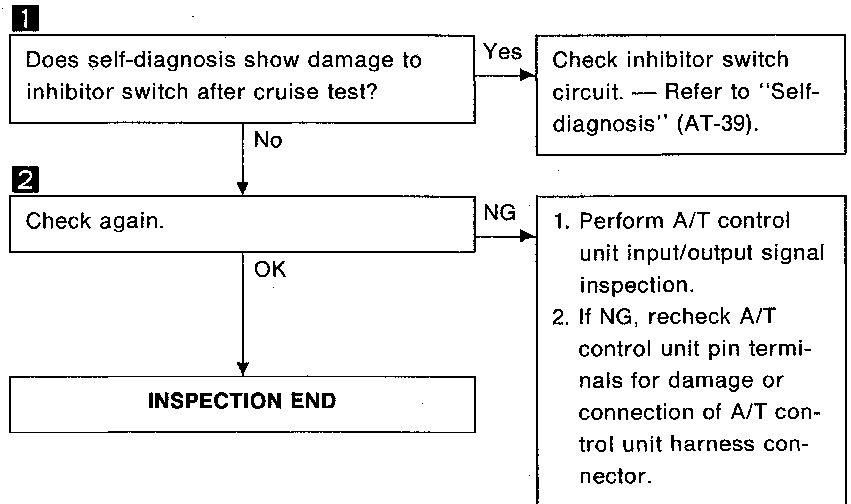 1
Does self-diagnosis show damage to
inhibitor switch after cruise test?
Yes
Check inhibitor switch
circuit. — Refer to "Self-
diagnosis" (AT-39).
No
2
Check again.
NG
1. Perform A/T control
unit input/output signal
inspection.
2. If NG, recheck A/T
control unit pin termi-
nals for damage or
connection of A/T con-
trol unit harness con-
nector.
OK
INSPECTION END